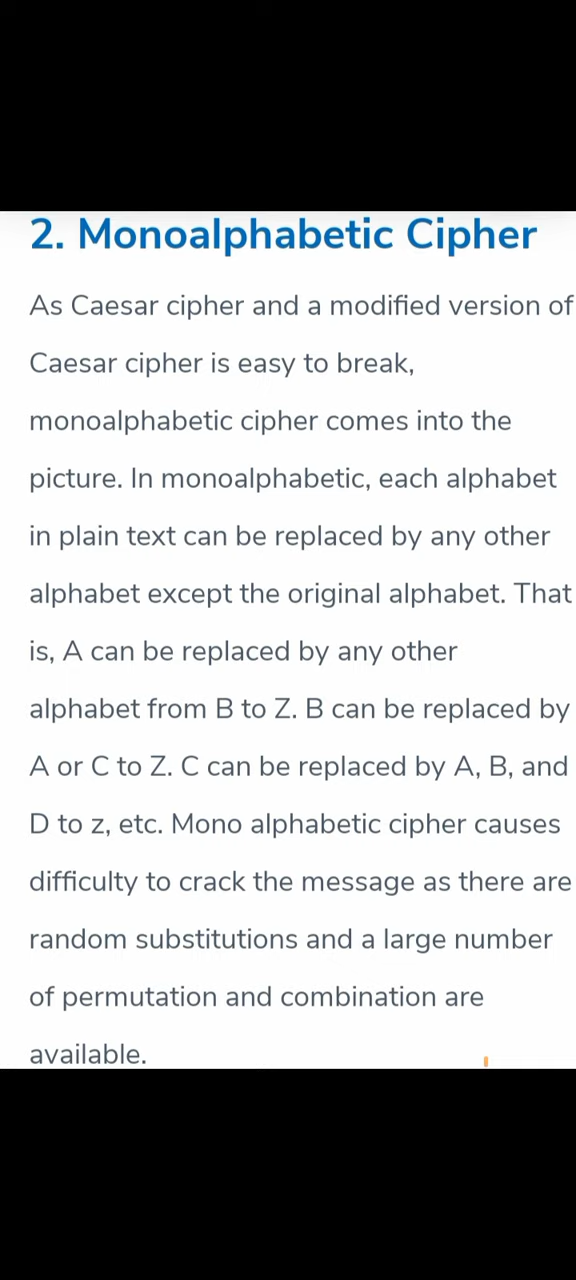 2. Monoalphabetic Cipher
As Caesar cipher and a modified version of
Caesar cipher is easy to break,
monoalphabetic cipher comes into the
picture. In monoalphabetic, each alphabet
in plain text can be replaced by any other
alphabet except the original alphabet. That
is, A can be replaced by any other
alphabet from B to Z. B can be replaced by
A or C to Z. C can be replaced by A, B, and
D to z, etc. Mono alphabetic cipher causes
difficulty to crack the message as there are
random substitutions and a large number
of permutation and combination are
available.